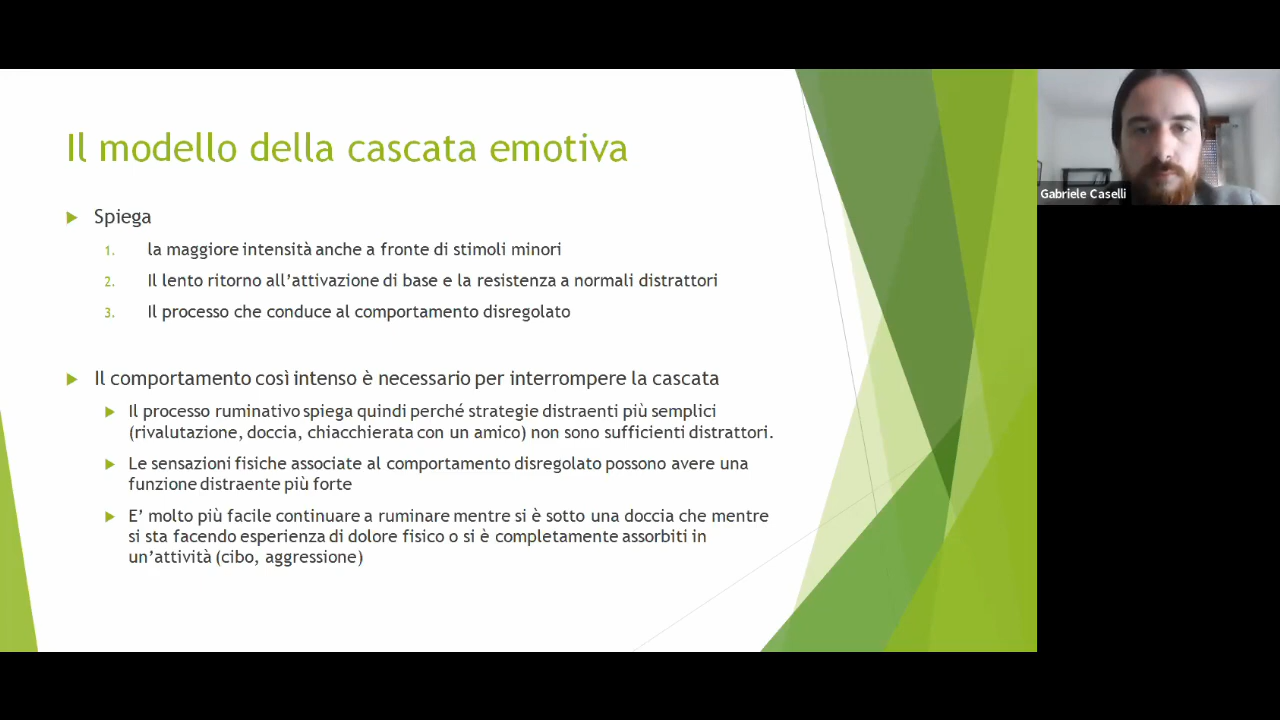 Il modello della cascata emotiva
Spiega
1. la maggiore intensità anche a fronte di stimoli minori
2. Il lento ritorno all’attivazione di base e la resistenza a normali distrattori
3. Il processo che conduce al comportamento disregolato
Il comportamento così intenso è necessario per interrompere la cascata
Il processo ruminativo spiega quindi perché strategie distraenti più semplici
(rivalutazione, doccia, chiacchierata con un amico) non sono sufficienti distrattori.
Le sensazioni fisiche associate al comportamento disregolato possono avere una
funzione distraente più forte
E’ molto più facile continuare a ruminare mentre si è sotto una doccia che mentre
si sta facendo esperienza di dolore fisico o si è completamente assorbiti in
un’attività (cibo, aggressione)
Gabriele Caselli